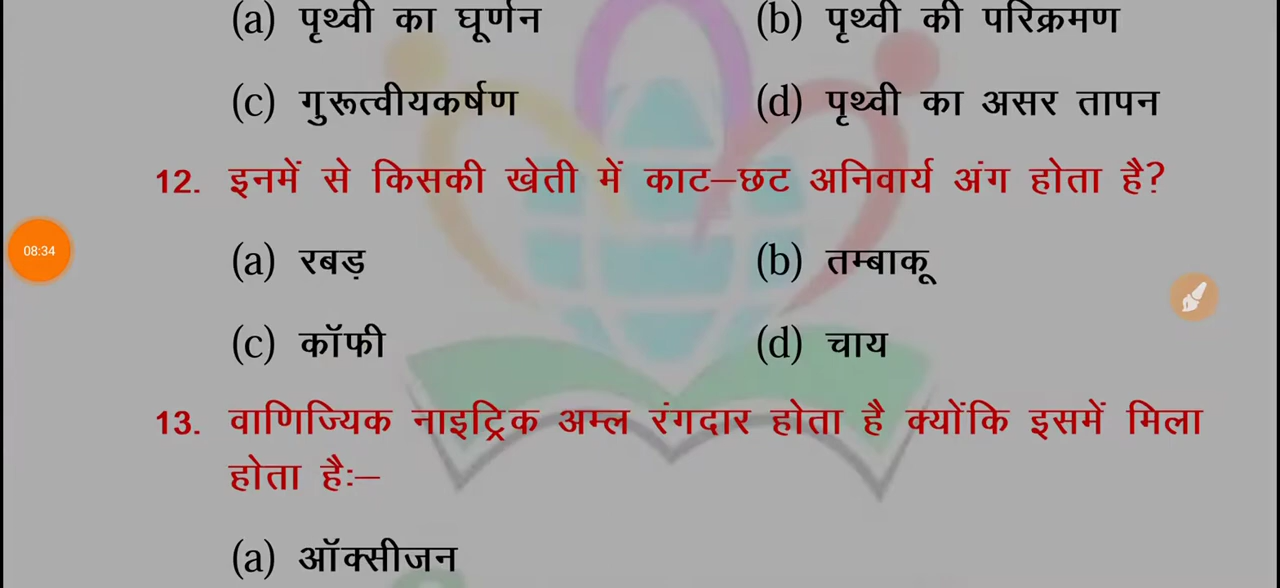 (a) पृथ्वी का घूर्णन (b) पृथ्वी की परिक्रमण
(c) गुरूत्वीयकर्षण (d) पृथ्वी का असर तापन
12. इनमें से किसकी खेती में काट–छट अनिवार्य अंग होता है?
08:34
(a) रबड़ (b) तम्बाकू
(c) कॉफी (d) चाय
13. वाणिज्यिक नाइट्रिक अम्ल रंगदार होता है क्योंकि इसमें मिला
होता है:–
(a) ऑक्सीजन